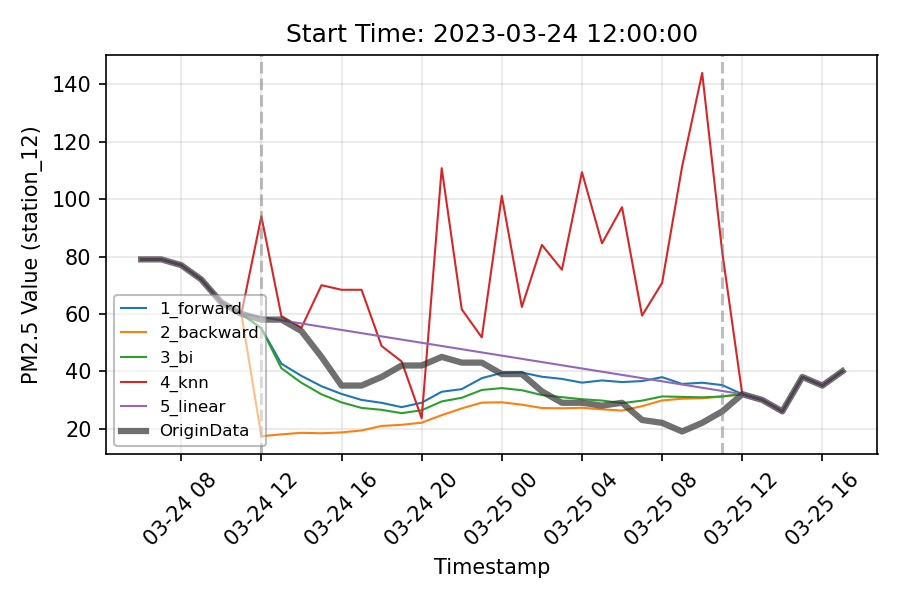 Start Time: 2023-03-24 12:00:00
PM2.5 Value (station_12)
140
120
100
80
60
40
20
1_forward
2_backward
3_bi
4_knn
5_linear
OriginData
03-24 08
03-24 12
03-24 16
03-24 20
03-25 00
03-25 04
03-25 08
03-25 12
03-25 16
Timestamp